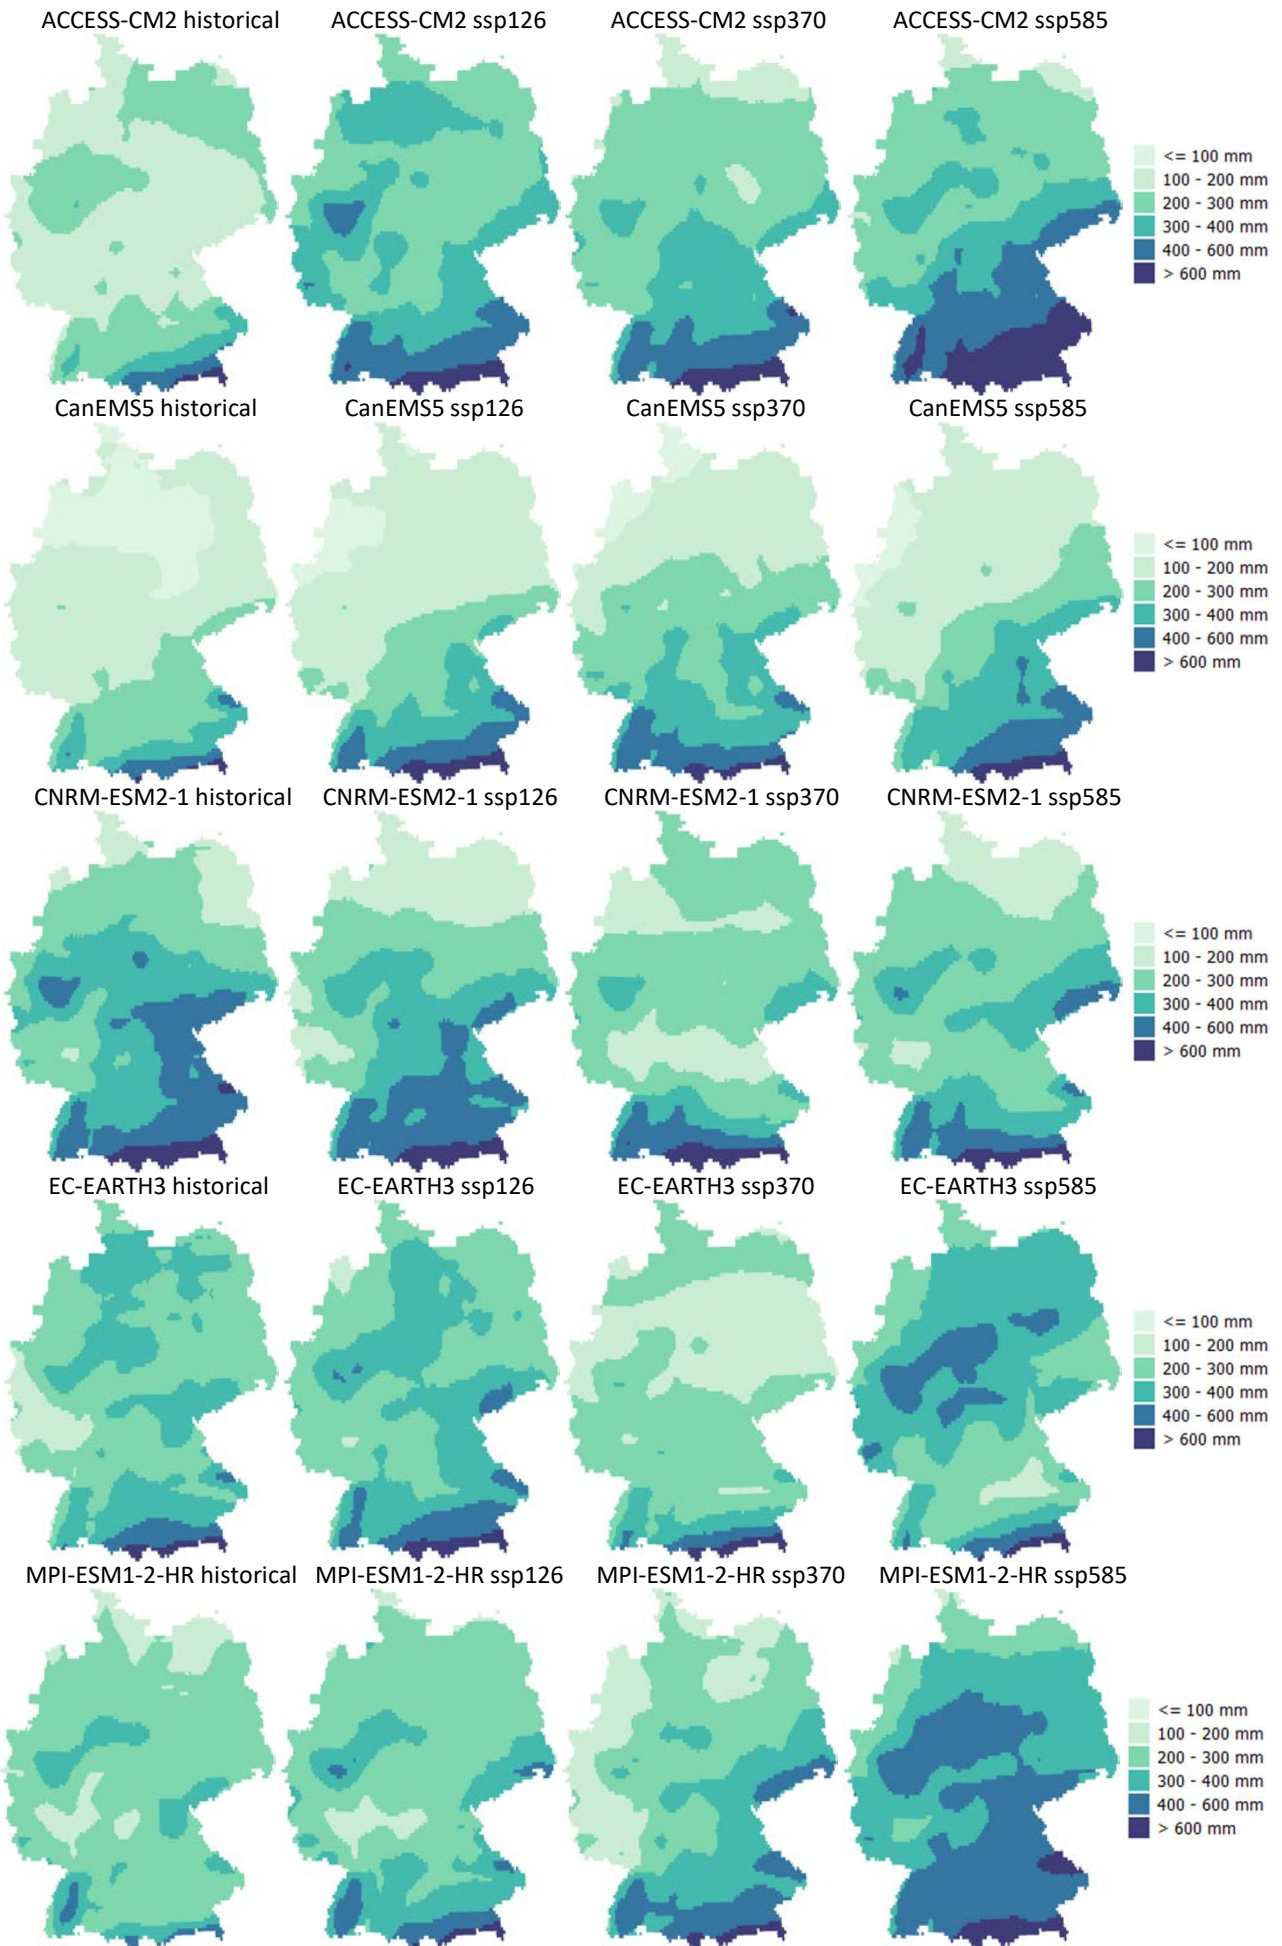 ACCESS-CM2 historical ACCESS-CM2 ssp126 ACCESS-CM2 ssp370 ACCESS-CM2 ssp585
<= 100 mm
100 - 200 mm
200 - 300 mm
300 - 400 mm
400 - 600 mm
> 600 mm
CanEMS5 historical CanEMS5 ssp126 CanEMS5 ssp370 CanEMS5 ssp585
<= 100 mm
100 - 200 mm
200 - 300 mm
300 - 400 mm
400 - 600 mm
> 600 mm
CNRM-ESM2-1 historical CNRM-ESM2-1 ssp126 CNRM-ESM2-1 ssp370 CNRM-ESM2-1 ssp585
<= 100 mm
100 - 200 mm
200 - 300 mm
300 - 400 mm
400 - 600 mm
> 600 mm
EC-EARTH3 historical EC-EARTH3 ssp126 EC-EARTH3 ssp370 EC-EARTH3 ssp585
<= 100 mm
100 - 200 mm
200 - 300 mm
300 - 400 mm
400 - 600 mm
> 600 mm
MPI-ESM1-2-HR historical MPI-ESM1-2-HR ssp126 MPI-ESM1-2-HR ssp370 MPI-ESM1-2-HR ssp585
<= 100 mm
100 - 200 mm
200 - 300 mm
300 - 400 mm
400 - 600 mm
> 600 mm